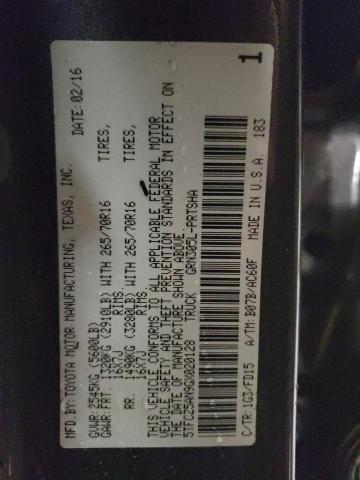 MFD.BY:TOYOTA MOTOR MANUFACTURING, TEXAS, INC. DATE:02/16
GVWR:2545KG (5600LB)
GAWR:FRT. 1320KG (2910LB) WITH 265/70R16 TIRES,
16X7J RIMS.
RR. 1490KG (3280LB) WITH 265/70R16 TIRES,
16X7J RIMS.
THIS VEHICLE CONFORMS TO ALL APPLICABLE FEDERAL MOTOR
VEHICLE SAFETY AND THEFT PREVENTION STANDARDS IN EFFECT ON
THE DATE OF MANUFACTURE SHOWN ABOVE.
TRUCK GRN305L-PRTSHA
C/TR:1G3/FD15 A/TM:B07B/AC60F
MADE IN U.S.A. 183
1